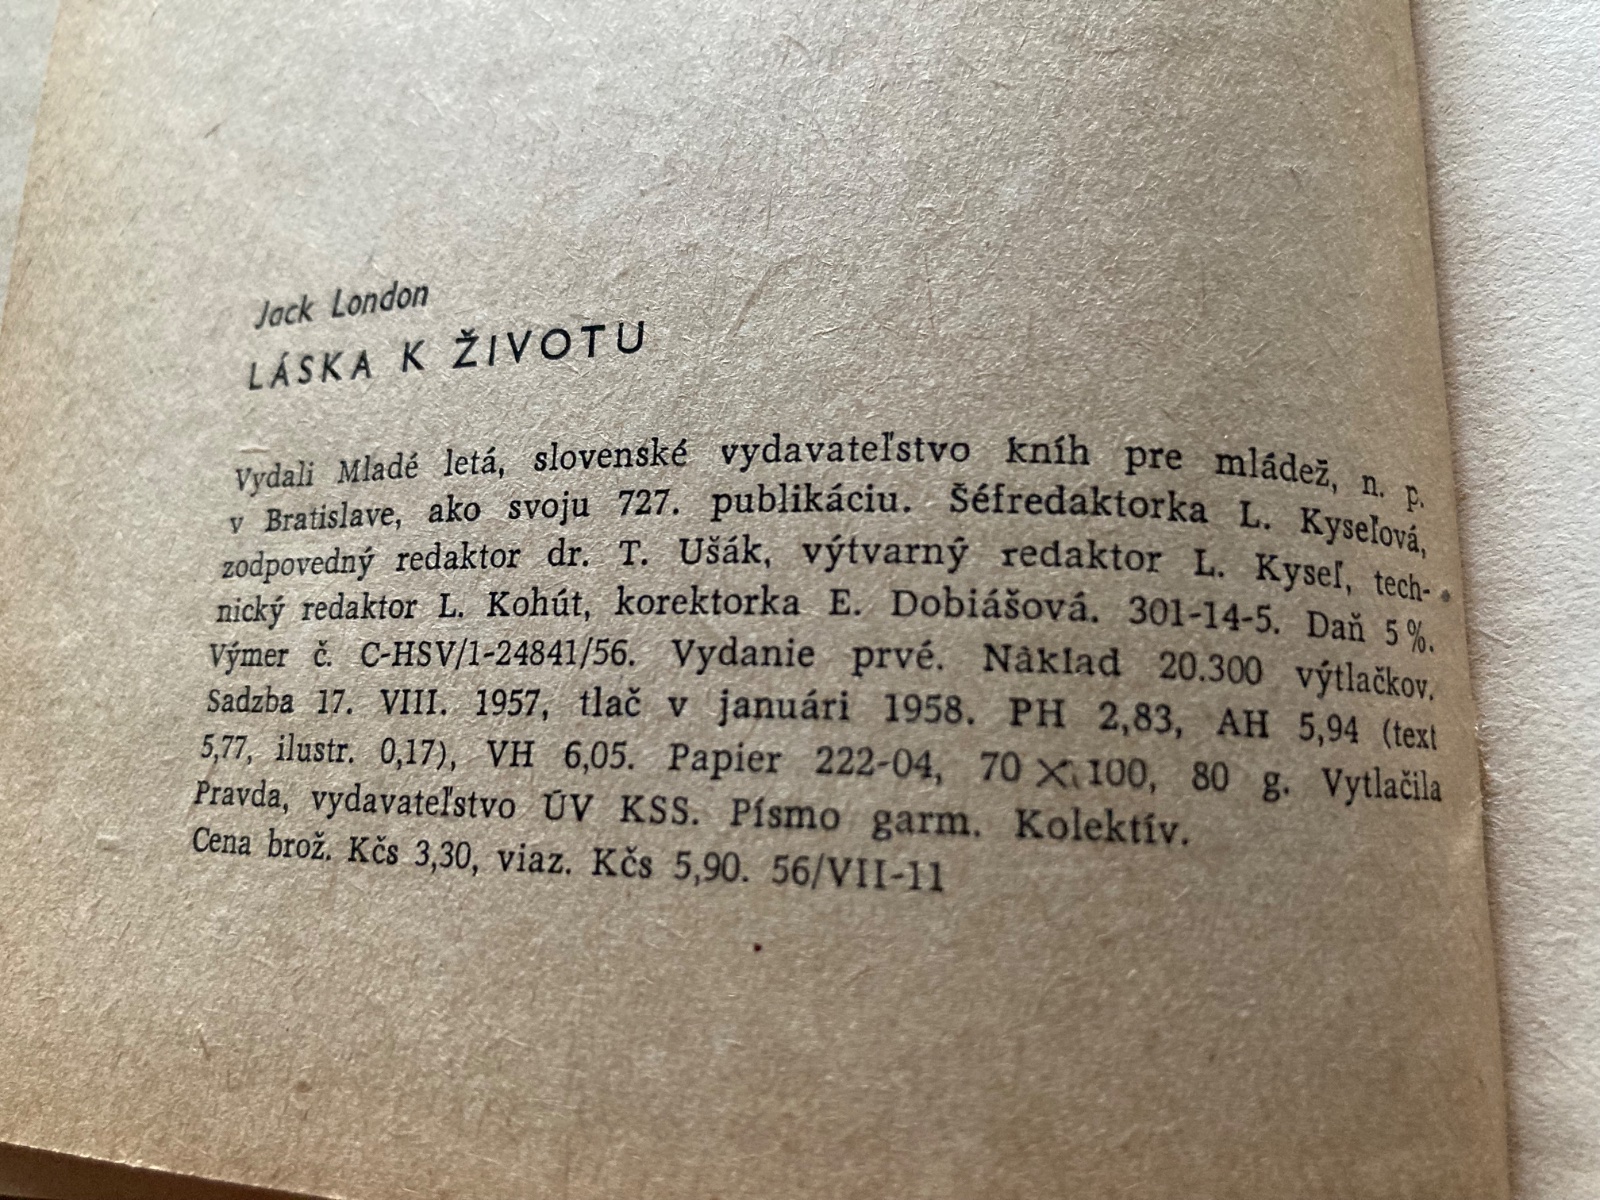 Jack London
LÁSKA K ŽIVOTU
Vydali Mladé letá, slovenské vydavateľstvo kníh pre mládež, n. p.
v Bratislave, ako svoju 727. publikáciu. Šéfredaktorka L. Kyseľová,
zodpovedný redaktor dr. T. Ušák, výtvarný redaktor L. Kyseľ, tech-
nický redaktor L. Kohút, korektorka E. Dobiášová. 301-14-5. Daň 5 %.
Výmer č. C-HSV/1-24841/56. Vydanie prvé. Náklad 20.300 výtlačkov.
Sadzba 17. VIII. 1957, tlač v januári 1958. PH 2,83, AH 5,94 (text
5,77, ilustr. 0,17), VH 6,05. Papier 222-04, 70 × 100, 80 g. Vytlačila
Pravda, vydavateľstvo ÚV KSS. Písmo garm. Kolektív.
Cena brož. Kčs 3,30, viaz. Kčs 5,90. 56/VII-11